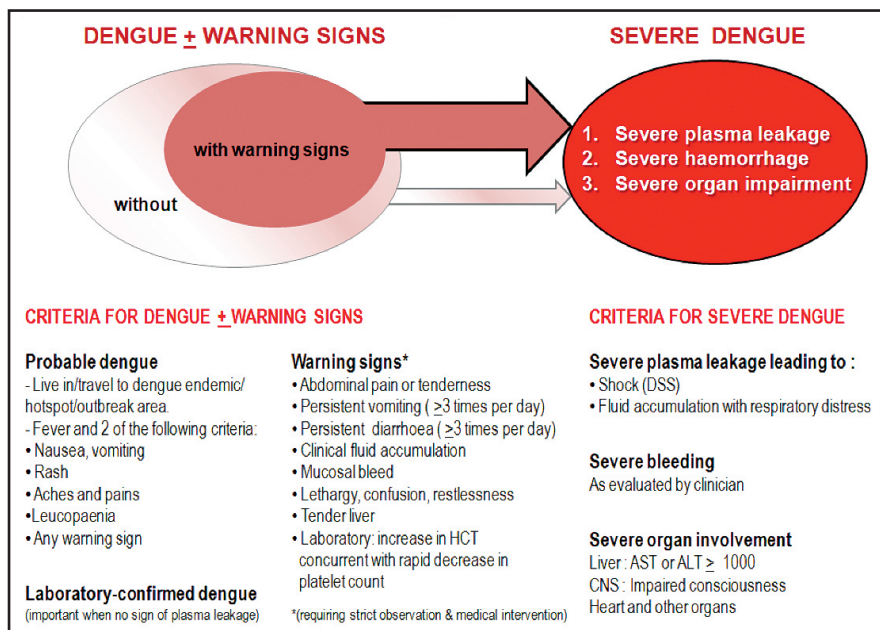 DENGUE ± WARNING SIGNS
SEVERE DENGUE
with warning signs
without
1. Severe plasma leakage
2. Severe haemorrhage
3. Severe organ impairment
CRITERIA FOR DENGUE ± WARNING SIGNS
Probable dengue
- Live in/travel to dengue endemic/
hotspot/outbreak area.
- Fever and 2 of the following criteria:
• Nausea, vomiting
• Rash
• Aches and pains
•Leucopaenia
• Any warning sign
Laboratory-confirmed dengue
(important when no sign of plasma leakage)
Warning signs*
• Abdominal pain or tenderness
• Persistent vomiting ( ≥3 times per day)
• Persistent diarrhoea ( ≥3 times per day)
• Clinical fluid accumulation
• Mucosal bleed
• Lethargy, confusion, restlessness
• Tender liver
• Laboratory: increase in HCT
concurrent with rapid decrease in
platelet count
*(requiring strict observation & medical intervention)
CRITERIA FOR SEVERE DENGUE
Severe plasma leakage leading to :
• Shock (DSS)
• Fluid accumulation with respiratory distress
Severe bleeding
As evaluated by clinician
Severe organ involvement
Liver : AST or ALT ≥ 1000
CNS : Impaired consciousness
Heart and other organs